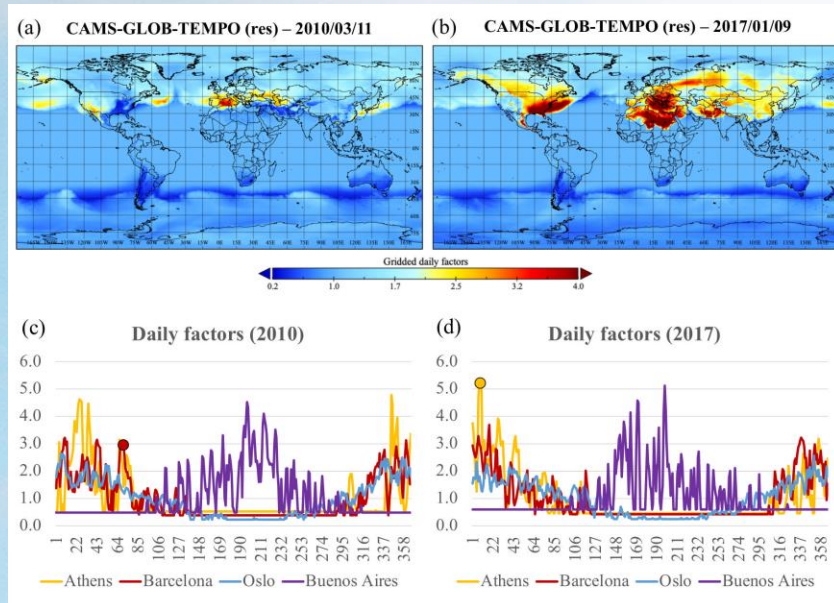 (a) CAMS-GLOB-TEMPO (res) – 2010/03/11
(b) CAMS-GLOB-TEMPO (res) – 2017/01/09
Gridded daily factors
0.2 1.0 1.7 2.5 3.2 4.0
(c) Daily factors (2010)
6.0
5.0
4.0
3.0
2.0
1.0
0.0
1 22 43 64 85 106 127 148 169 190 211 232 253 274 295 316 337 358
Athens Barcelona Oslo Buenos Aires
(d) Daily factors (2017)
6.0
5.0
4.0
3.0
2.0
1.0
0.0
1 22 43 64 85 106 127 148 169 190 211 232 253 274 295 316 337 358
Athens Barcelona Oslo Buenos Aires